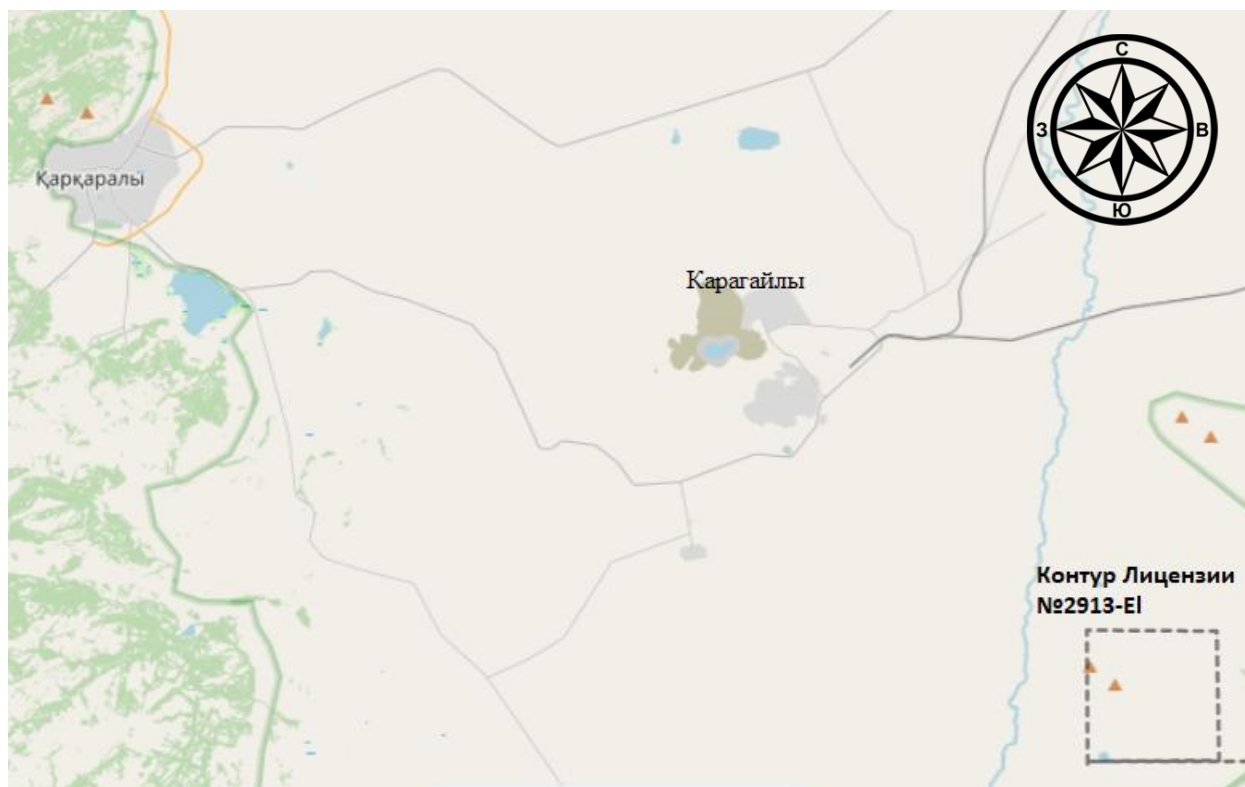 С
З
В
Ю
Қарқаралы
Карагайлы
Контур Лицензии
№2913-El